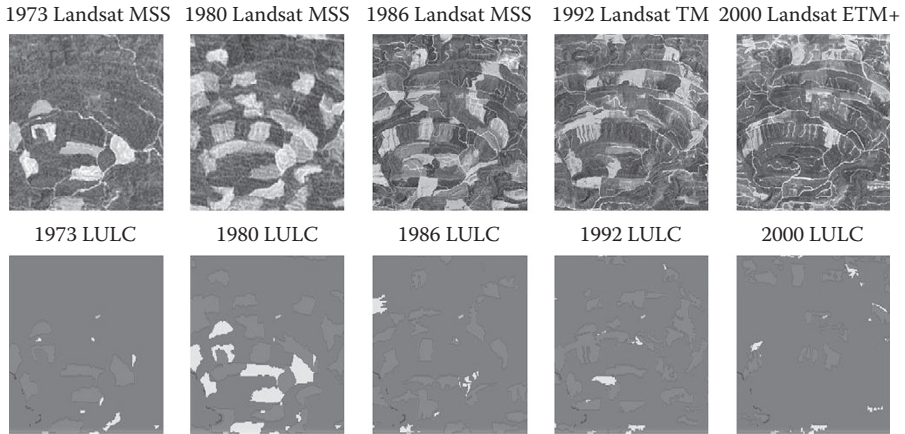 1973 Landsat MSS 1980 Landsat MSS 1986 Landsat MSS 1992 Landsat TM 2000 Landsat ETM+
1973 LULC 1980 LULC 1986 LULC 1992 LULC 2000 LULC